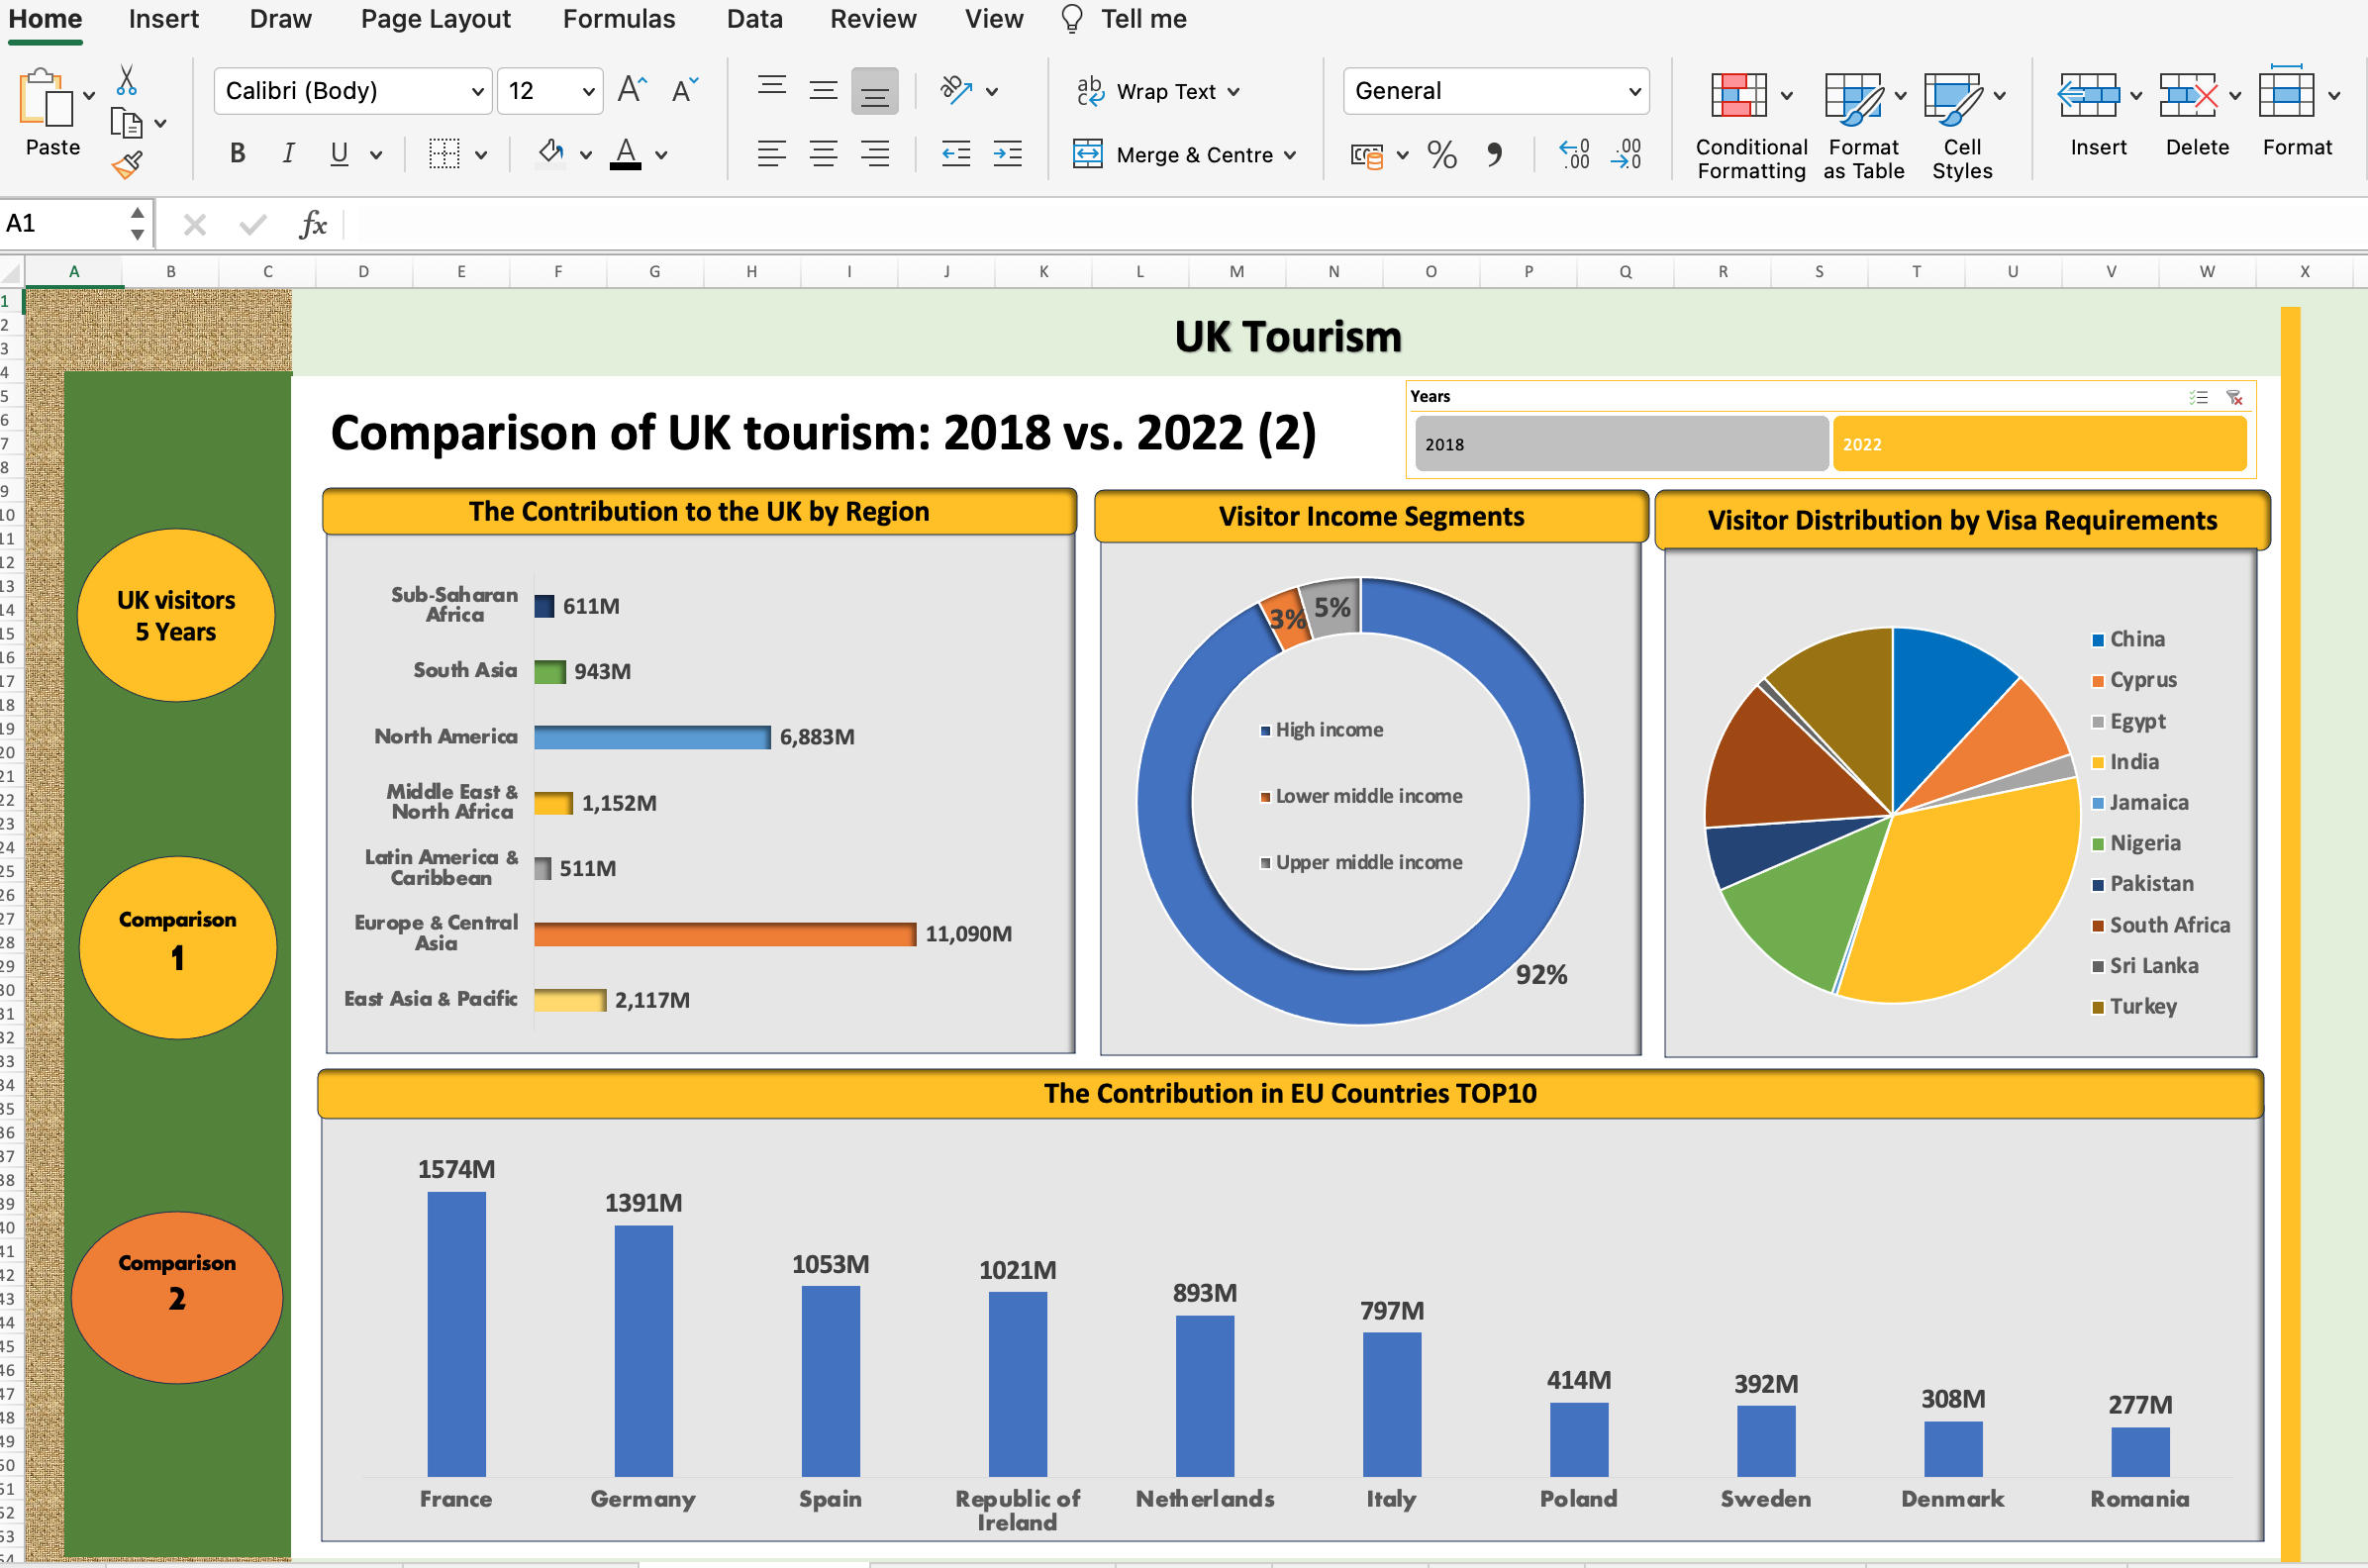 Home Insert Draw Page Layout Formulas Data Review View Tell me
Paste
Calibri (Body) 12
B I U A
Wrap Text
Merge & Centre
General
Conditional
Formatting
Format
as Table
Cell
Styles
Insert
Delete
Format
A1
fx
A B C D E F G H I J K L M N O P Q R S T U V W X
UK Tourism
Comparison of UK tourism: 2018 vs. 2022 (2)
Years
2018
2022
UK visitors
5 Years
Comparison
1
Comparison
2
The Contribution to the UK by Region
Sub-Saharan
Africa
611M
South Asia
943M
North America
6,883M
Middle East &
North Africa
1,152M
Latin America &
Caribbean
511M
Europe & Central
Asia
11,090M
East Asia & Pacific
2,117M
Visitor Income Segments
3%
5%
High income
Lower middle income
Upper middle income
92%
Visitor Distribution by Visa Requirements
China
Cyprus
Egypt
India
Jamaica
Nigeria
Pakistan
South Africa
Sri Lanka
Turkey
The Contribution in EU Countries TOP10
1574M
1391M
1053M
1021M
893M
797M
414M
392M
308M
277M
France
Germany
Spain
Republic of
Ireland
Netherlands
Italy
Poland
Sweden
Denmark
Romania